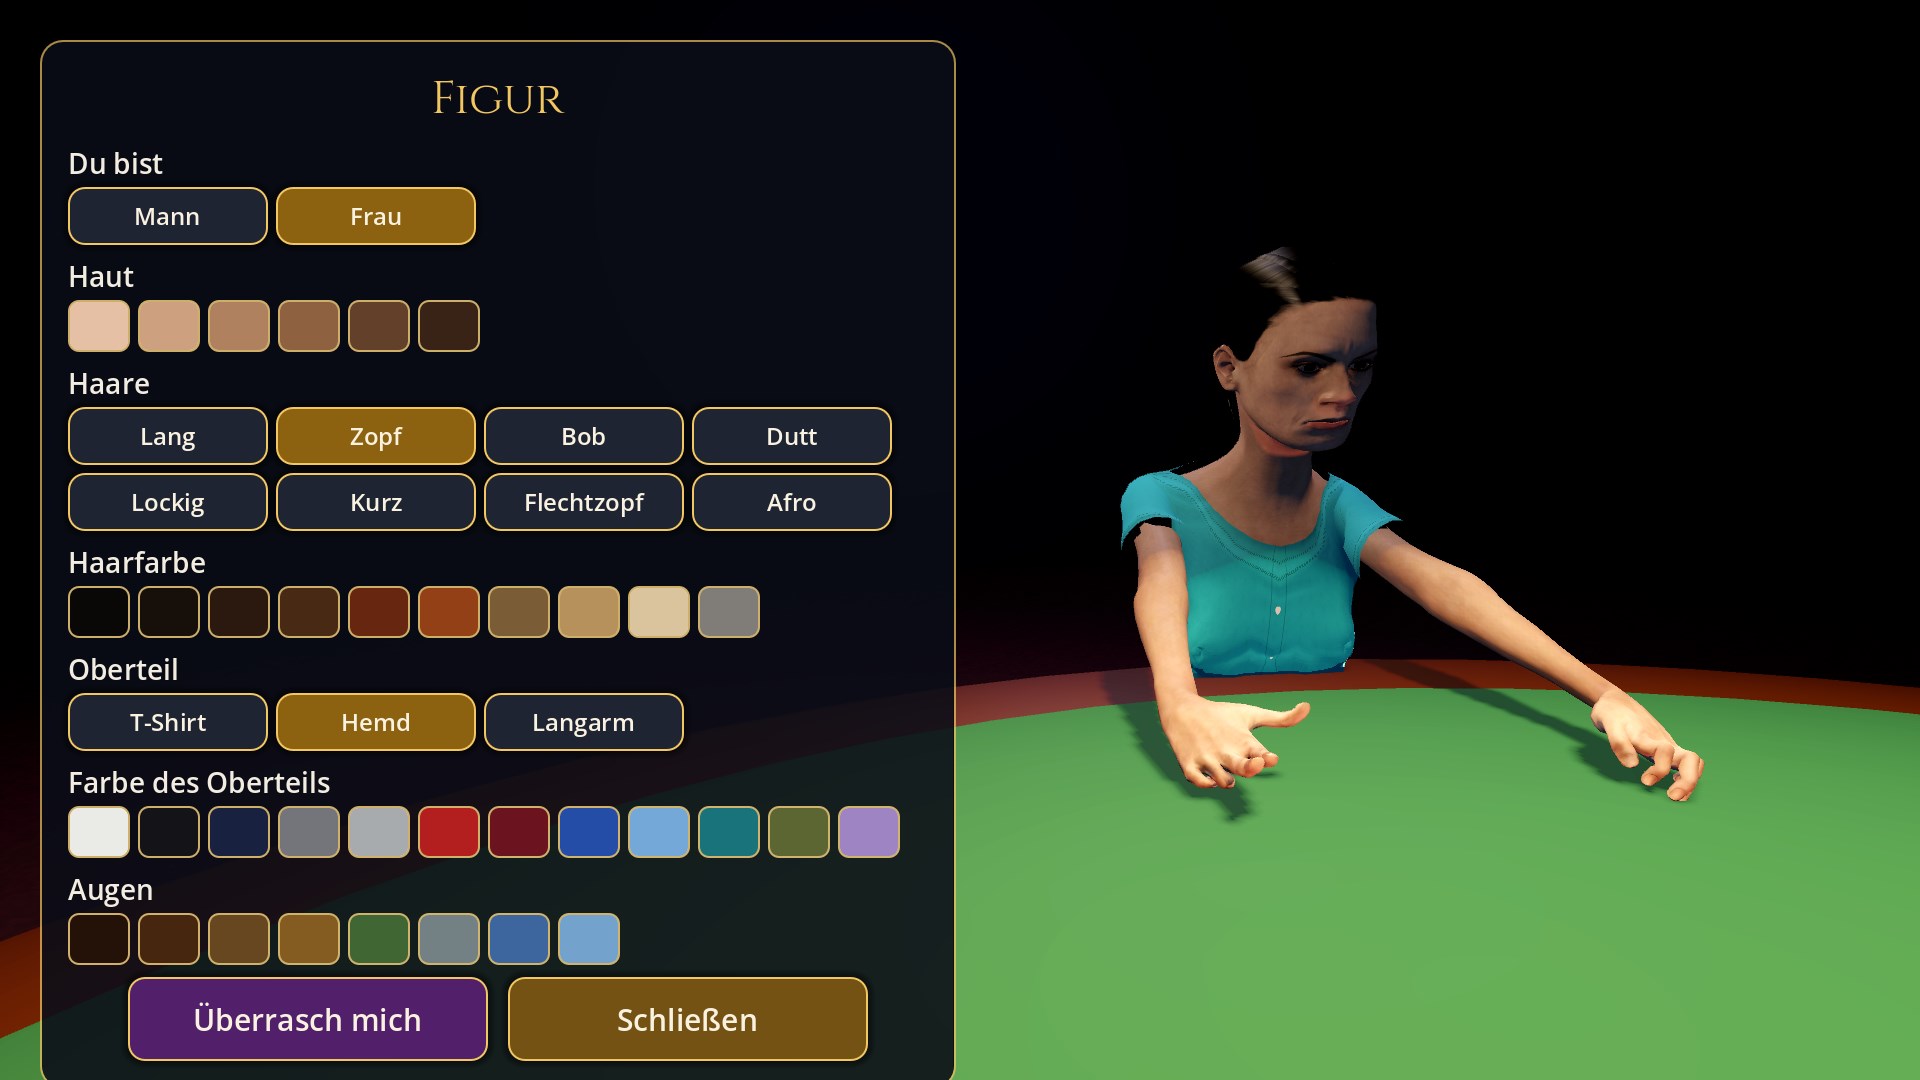 Figur
Du bist
Mann Frau
Haut
Haare
Lang Zopf Bob Dutt
Lockig Kurz Flechtzopf Afro
Haarfarbe
Oberteil
T-Shirt Hemd Langarm
Farbe des Oberteils
Augen
Überrasch mich Schließen